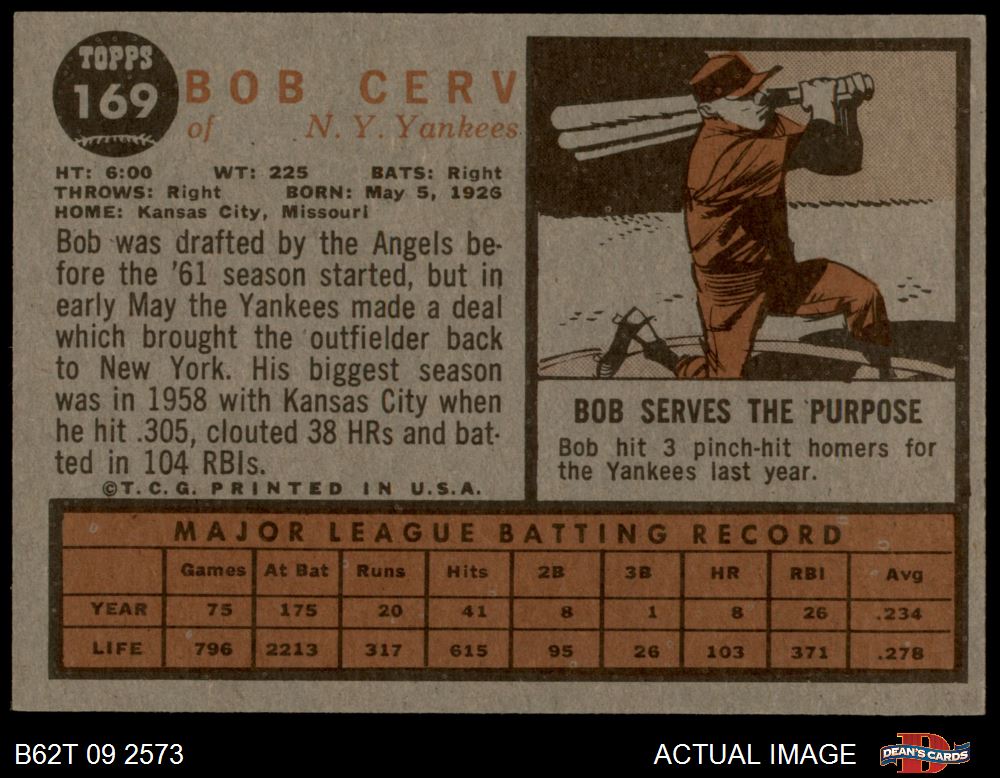 TOPPS
169
BOB CERV
of N. Y. Yankees
HT: 6:00 WT: 225 BATS: Right
THROWS: Right BORN: May 5, 1926
HOME: Kansas City, Missouri
Bob was drafted by the Angels be-
fore the '61 season started, but in
early May the Yankees made a deal
which brought the outfielder back
to New York. His biggest season
was in 1958 with Kansas City when
he hit .305, clouted 38 HRs and bat-
ted in 104 RBIs.
©T.C.G. PRINTED IN U.S.A.
BOB SERVES THE PURPOSE
Bob hit 3 pinch-hit homers for
the Yankees last year.
MAJOR LEAGUE BATTING RECORD
Games At Bat Runs Hits 2B 3B HR RBI Avg
YEAR 75 175 20 41 8 1 8 26 .234
LIFE 796 2213 317 615 95 26 103 371 .278
B62T 09 2573
ACTUAL IMAGE
DEAN'S CARDS